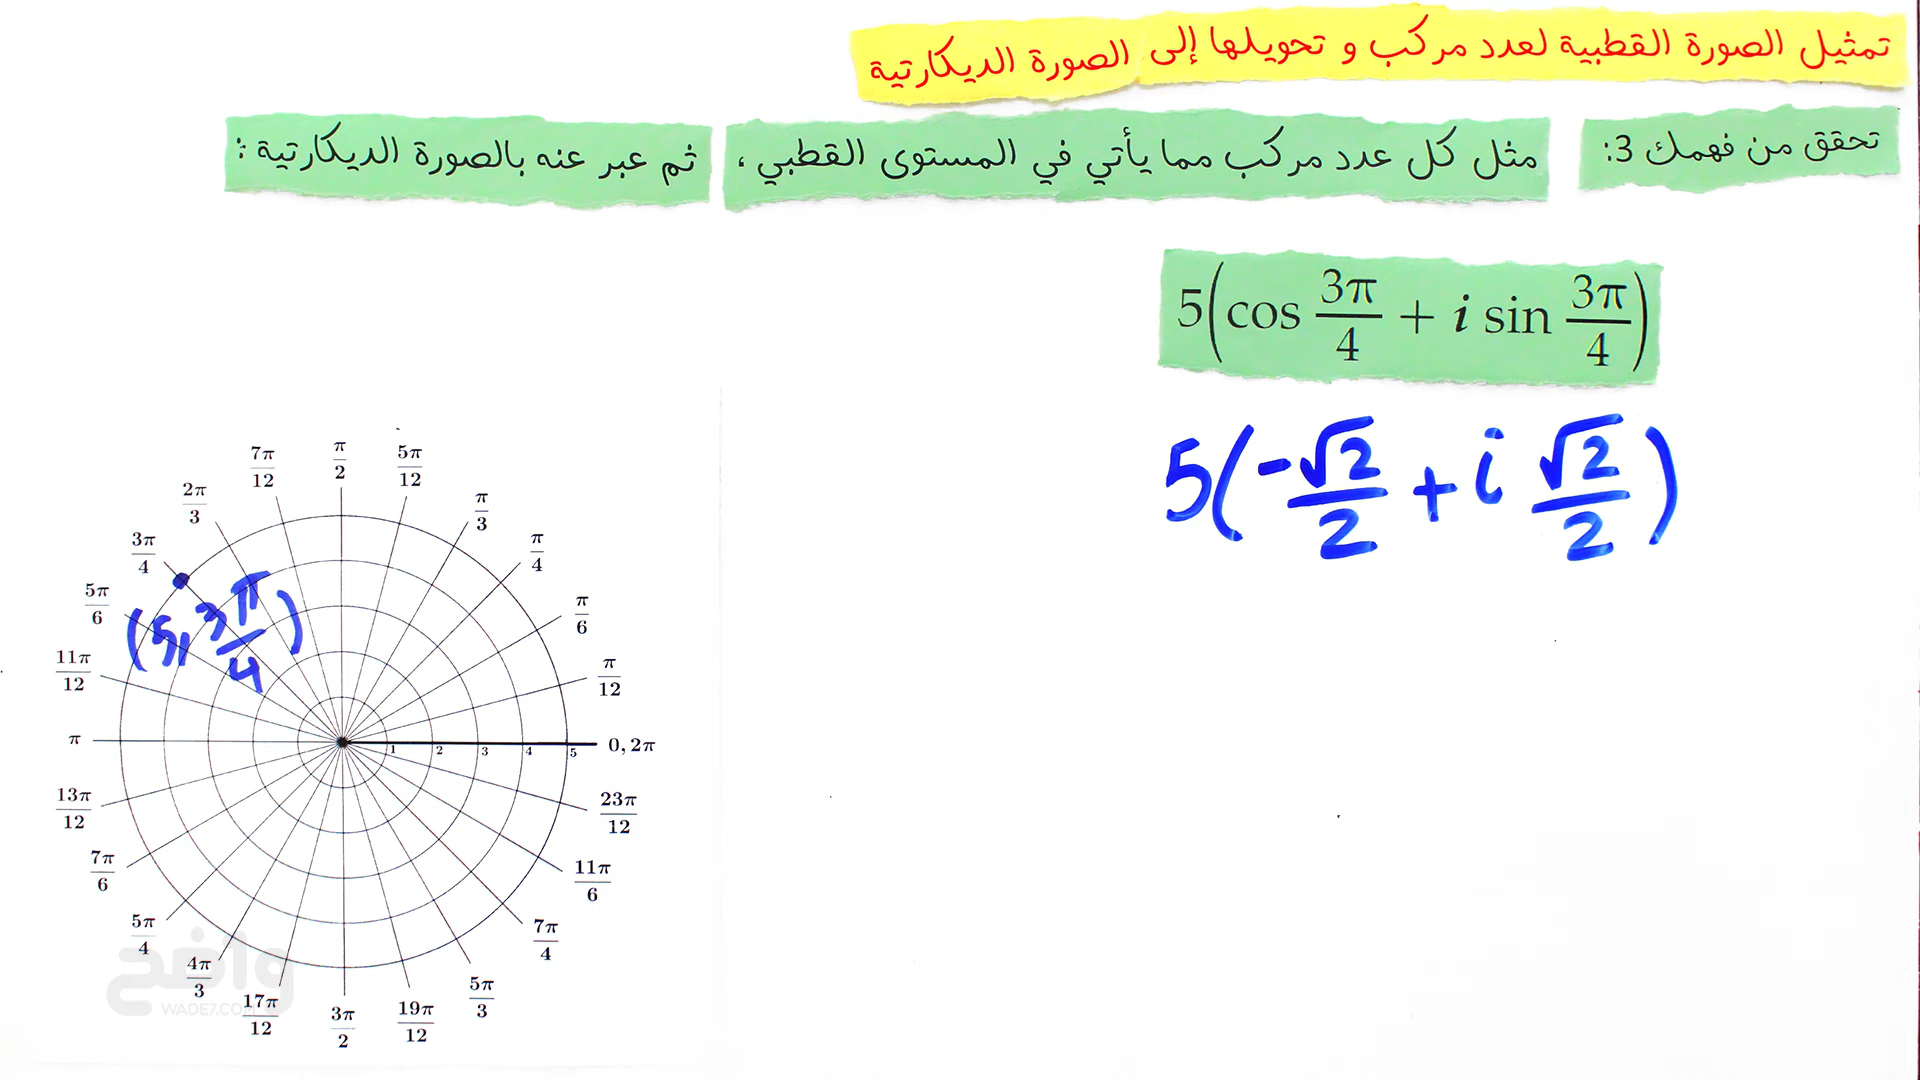 تمثيل الصورة القطبية لعدد مركب و تحويلها إلى الصورة الديكارتية
تحقق من فهمك 3: مثل كل عدد مركب مما يأتي في المستوى القطبي ، ثم عبر عنه بالصورة الديكارتية :
5(cos 3π/4 + i sin 3π/4)
5(-√2/2 + i √2/2)
π/2
7π/12 5π/12
2π/3 π/3
3π/4 π/4
5π/6 π/6
(5, 3π/4)
11π/12 π/12
π 1 2 3 4 5 0, 2π
13π/12 23π/12
7π/6 11π/6
5π/4 7π/4
4π/3 5π/3
17π/12 19π/12
3π/2
واضح
WADE7.COM